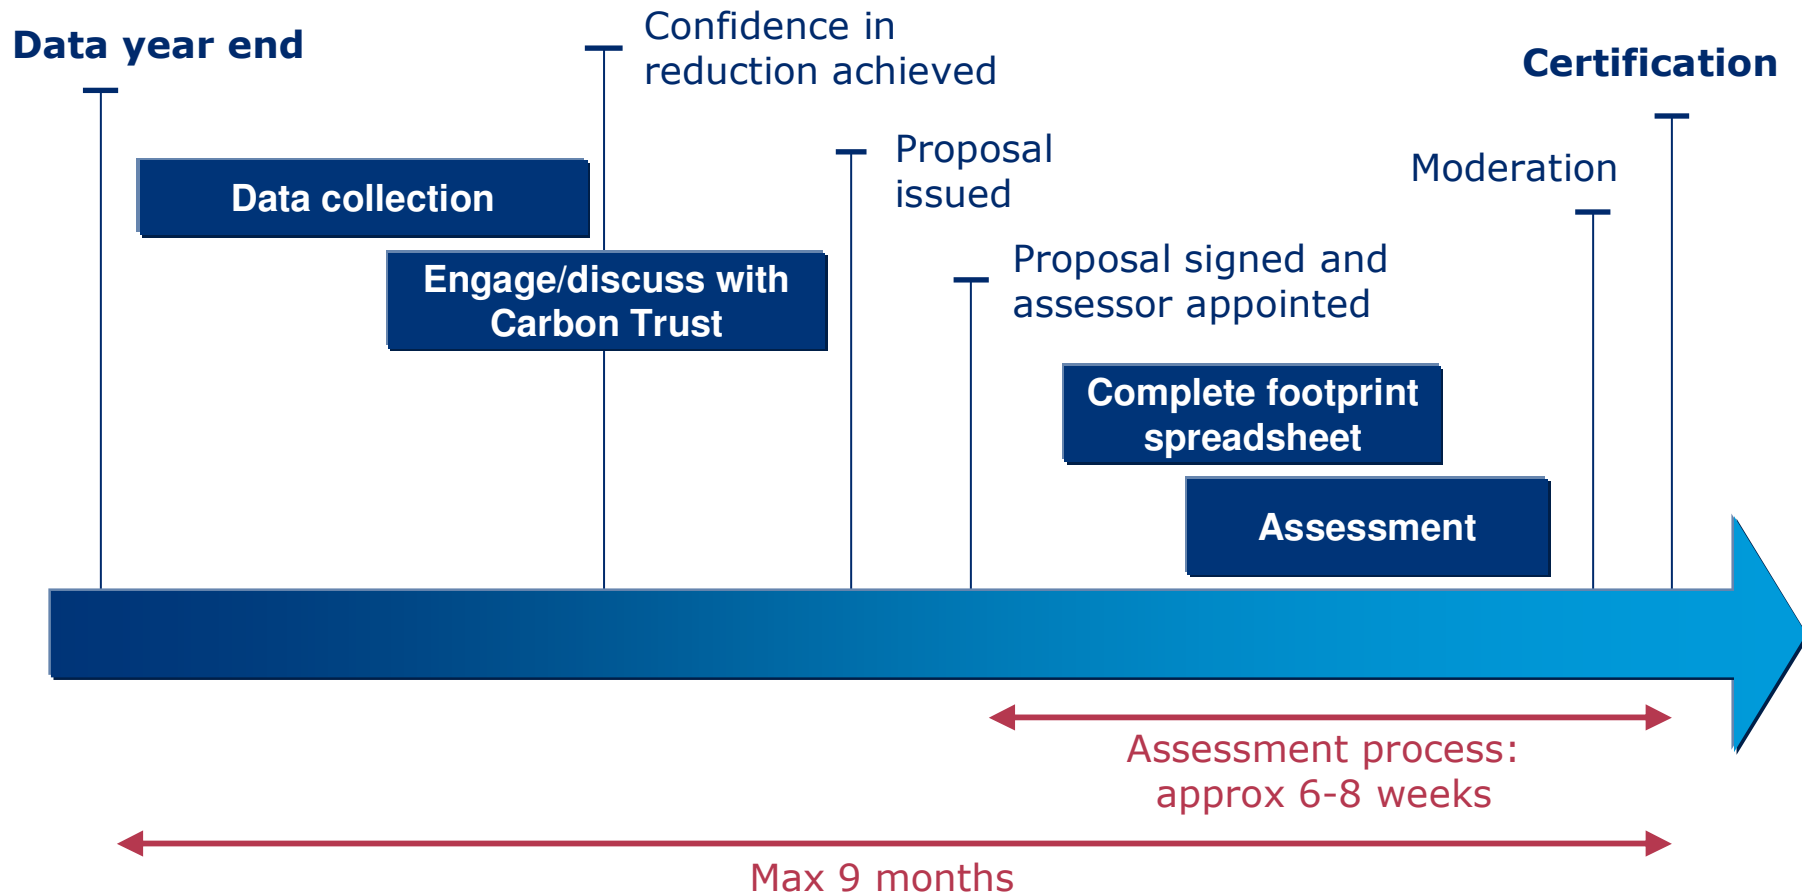 Data year end
Confidence in
reduction achieved
Certification
Proposal
issued
Moderation
Data collection
Engage/discuss with
Carbon Trust
Proposal signed and
assessor appointed
Complete footprint
spreadsheet
Assessment
Assessment process:
approx 6-8 weeks
Max 9 months